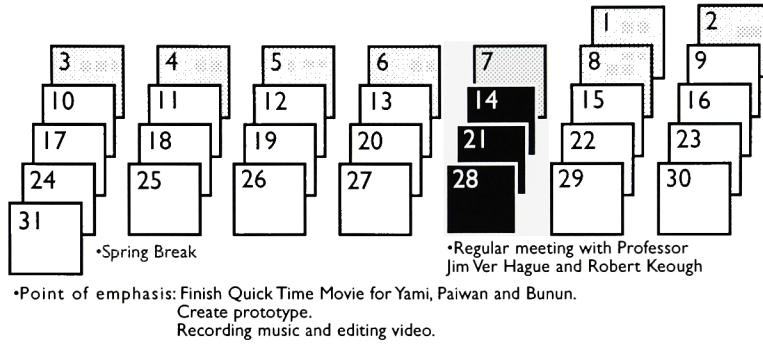 1 2
3 4 5 6 7 8 9
10 11 12 13 14 15 16
17 18 19 20 21 22 23
24 25 26 27 28 29 30
31
•Spring Break
•Regular meeting with Professor
Jim Ver Hague and Robert Keough
•Point of emphasis: Finish Quick Time Movie for Yami, Paiwan and Bunun.
Create prototype.
Recording music and editing video.